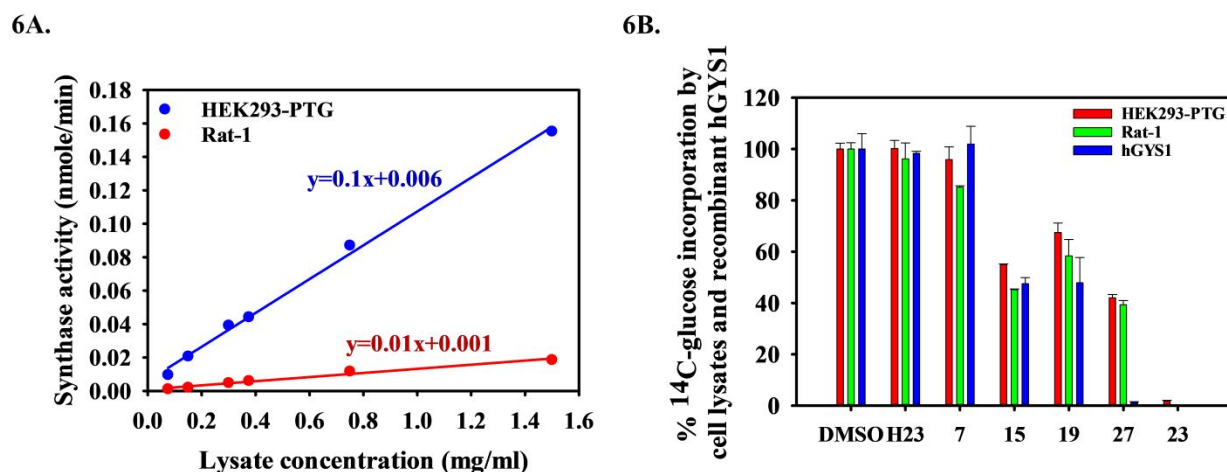 6A.
Synthase activity (nmole/min)
0.18
0.16
0.14
0.12
0.10
0.08
0.06
0.04
0.02
0.00
HEK293-PTG
Rat-1
y=0.1x+0.006
y=0.01x+0.001
0.0 0.2 0.4 0.6 0.8 1.0 1.2 1.4 1.6
Lysate concentration (mg/ml)
6B.
% 14C-glucose incorporation by
cell lysates and recombinant hGYS1
120
100
80
60
40
20
0
HEK293-PTG
Rat-1
hGYS1
DMSO H23 7 15 19 27 23